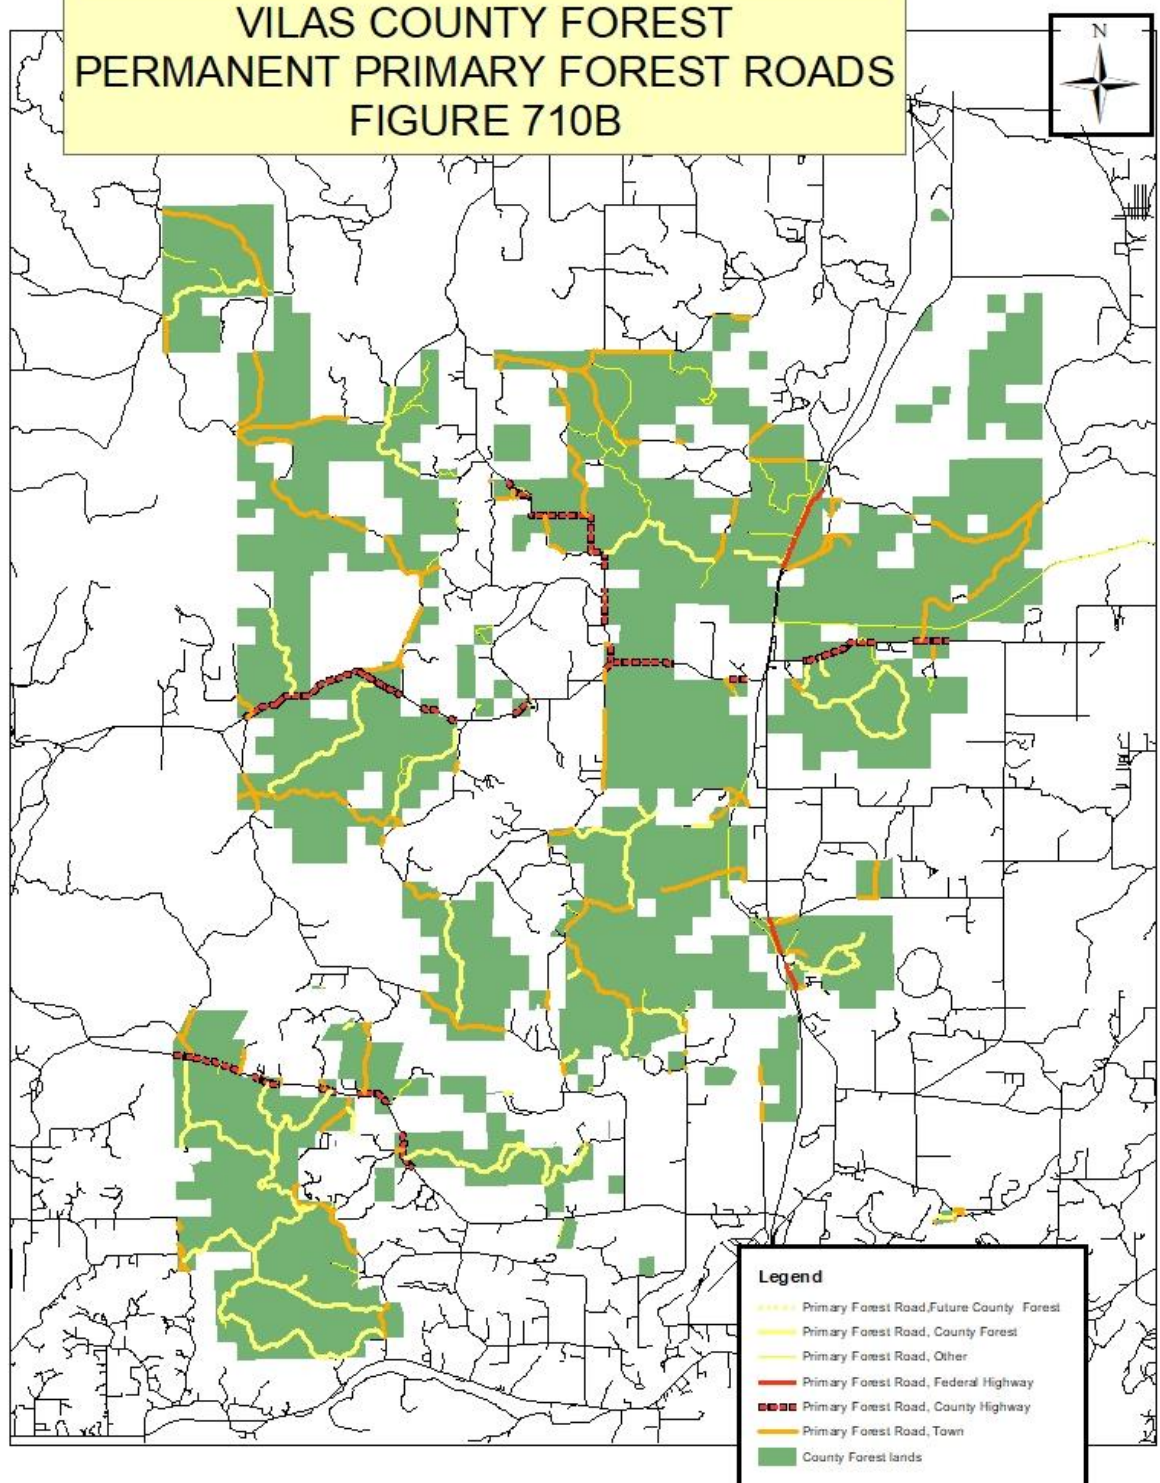 VILAS COUNTY FOREST
PERMANENT PRIMARY FOREST ROADS
FIGURE 710B
N
Legend
Primary Forest Road,Future County Forest
Primary Forest Road, County Forest
Primary Forest Road, Other
Primary Forest Road, Federal Highway
Primary Forest Road, County Highway
Primary Forest Road, Town
County Forest lands